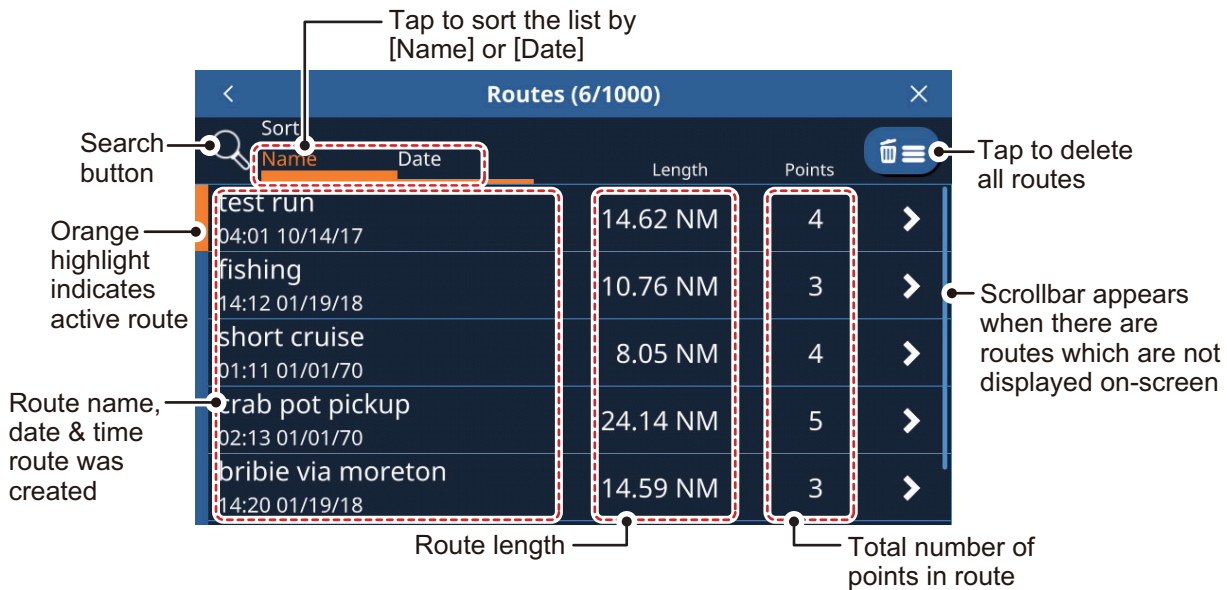 Tap to sort the list by
[Name] or [Date]
Routes (6/1000)
Search
button
Sort
Name Date
Length Points
Tap to delete
all routes
test run
04:01 10/14/17
14.62 NM 4
Orange
highlight
indicates
active route
fishing
14:12 01/19/18
10.76 NM 3
Scrollbar appears
when there are
routes which are not
displayed on-screen
short cruise
01:11 01/01/70
8.05 NM 4
Route name,
date & time
route was
created
crab pot pickup
02:13 01/01/70
24.14 NM 5
bribie via moreton
14:20 01/19/18
14.59 NM 3
Route length
Total number of
points in route